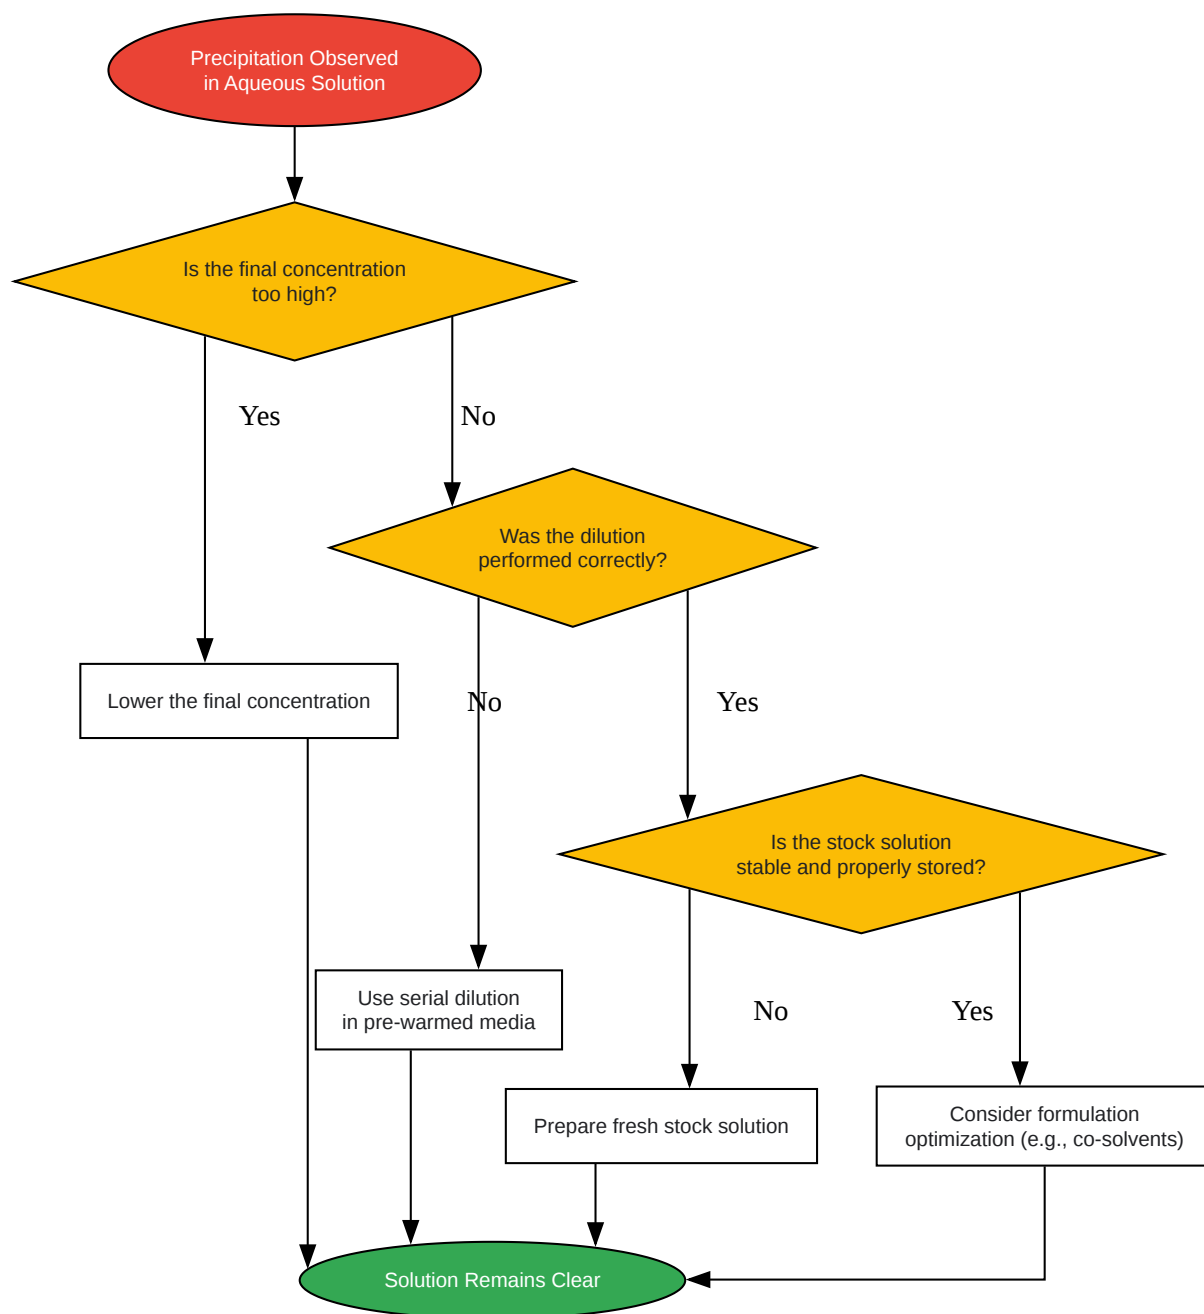 Precipitation Observed
in Aqueous Solution
Is the final concentration
too high?
Yes
No
Was the dilution
performed correctly?
Lower the final concentration
No
Yes
Is the stock solution
stable and properly stored?
Use serial dilution
in pre-warmed media
No
Yes
Prepare fresh stock solution
Consider formulation
optimization (e.g., co-solvents)
Solution Remains Clear